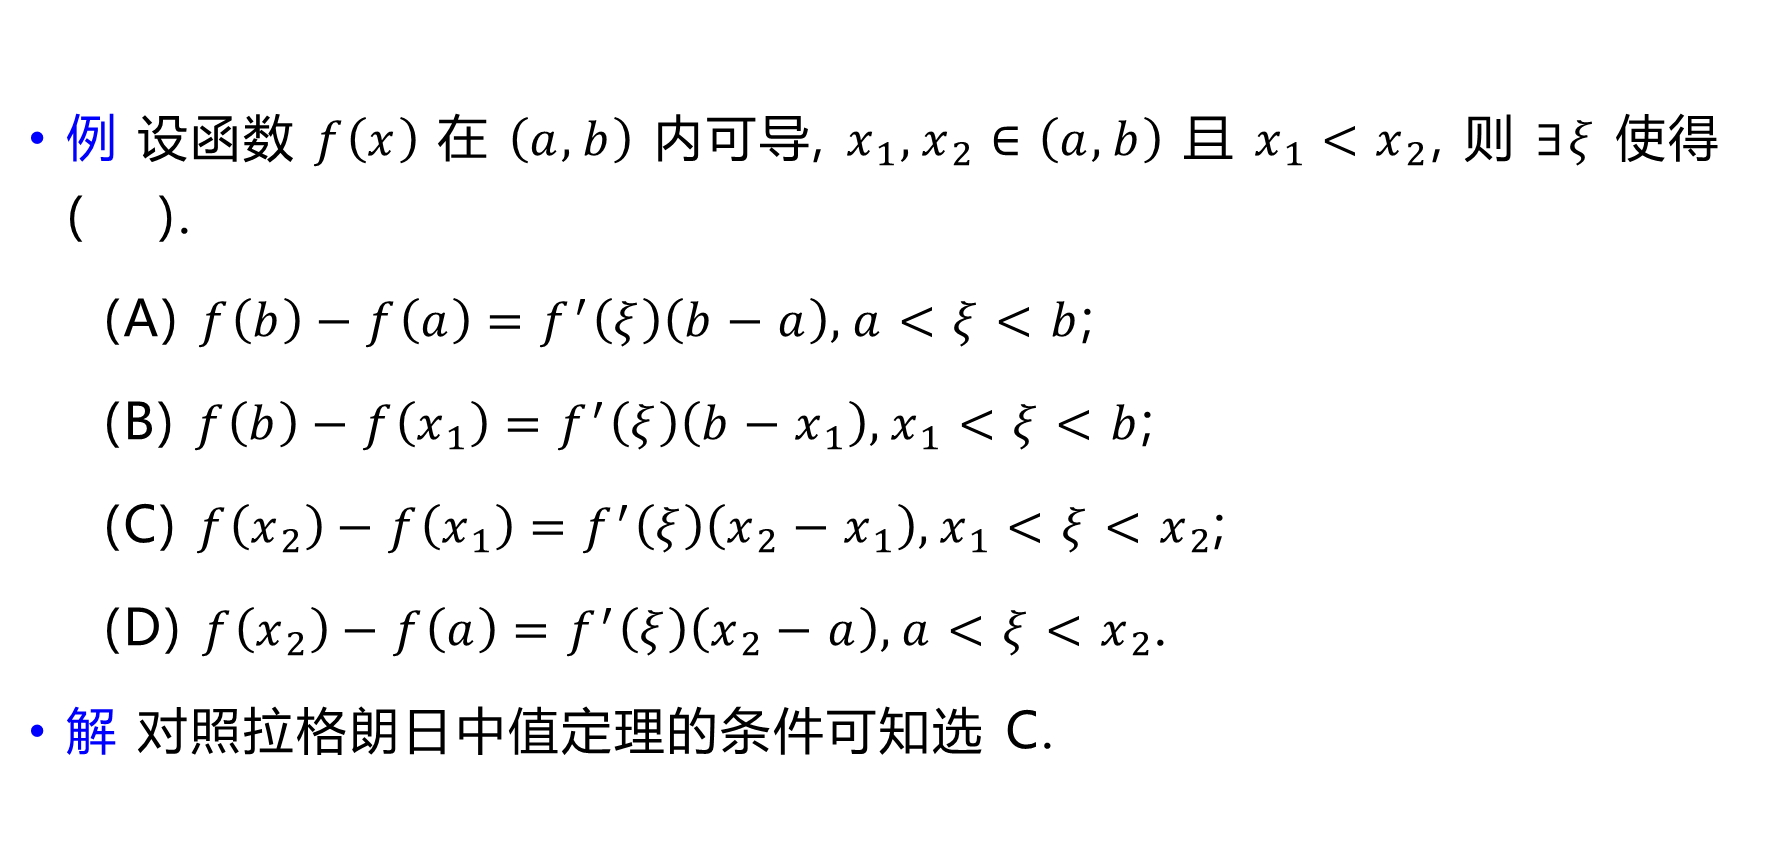 • 例 设函数 f(x) 在 (a, b) 内可导, x₁, x₂ ∈ (a, b) 且 x₁ < x₂, 则 ∃ξ 使得
( ).
(A) f(b) − f(a) = f′(ξ)(b − a), a < ξ < b;
(B) f(b) − f(x₁) = f′(ξ)(b − x₁), x₁ < ξ < b;
(C) f(x₂) − f(x₁) = f′(ξ)(x₂ − x₁), x₁ < ξ < x₂;
(D) f(x₂) − f(a) = f′(ξ)(x₂ − a), a < ξ < x₂.
• 解 对照拉格朗日中值定理的条件可知选 C.